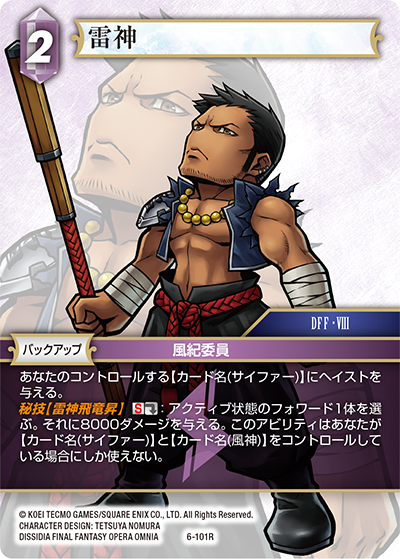 2
雷神
DFF・VIII
バックアップ
風紀委員
あなたのコントロールする【カード名(サイファー)】にヘイストを
与える。
秘技【雷神飛竜昇】 S：アクティブ状態のフォワード1体を選
ぶ。それに8000ダメージを与える。このアビリティはあなたが
【カード名(サイファー)】と【カード名(風神)】をコントロールして
いる場合にしか使えない。
© KOEI TECMO GAMES/SQUARE ENIX CO., LTD. All Rights Reserved.
CHARACTER DESIGN: TETSUYA NOMURA
DISSIDIA FINAL FANTASY OPERA OMNIA
6-101R